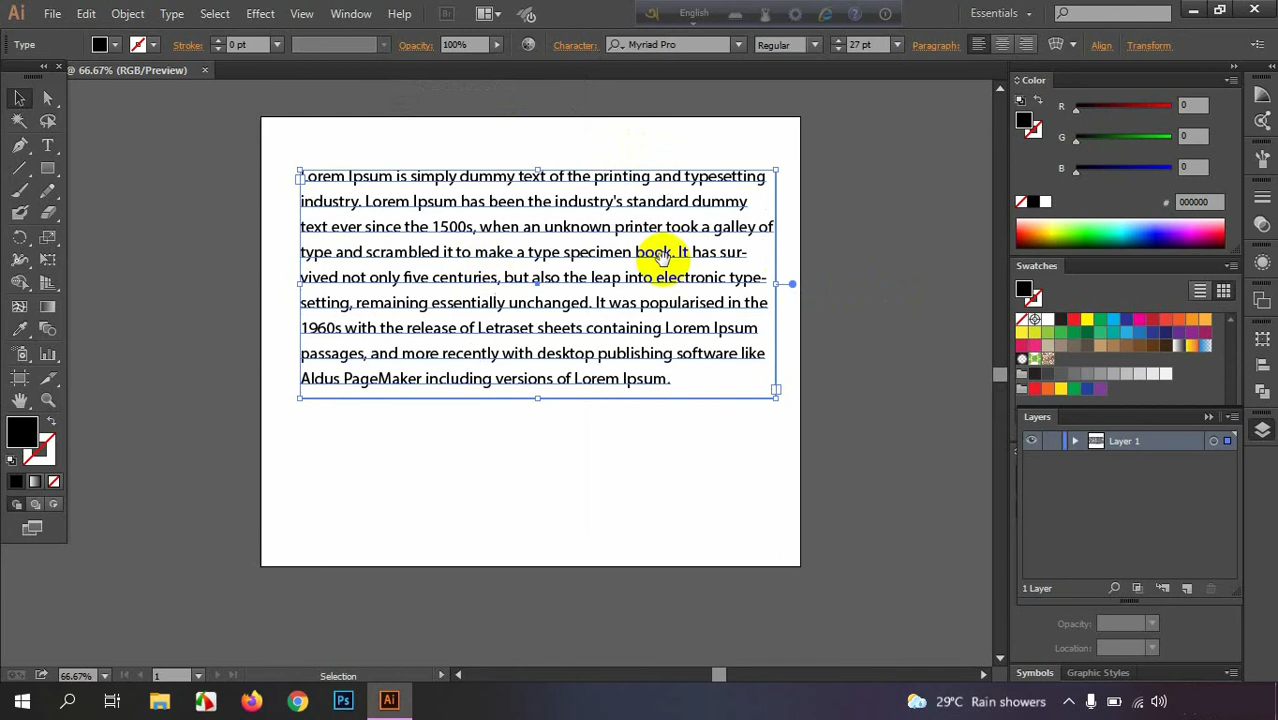 Ai File Edit Object Type Select Effect View Window Help Br English Essentials
Type Stroke: 0 pt Opacity: 100% Character: Myriad Pro Regular 27 pt Paragraph: Align Transform
@ 66.67% (RGB/Preview)
Color
R 0
G 0
B 0
# 000000
Swatches
Lorem Ipsum is simply dummy text of the printing and typesetting
industry. Lorem Ipsum has been the industry's standard dummy
text ever since the 1500s, when an unknown printer took a galley of
type and scrambled it to make a type specimen book. It has sur-
vived not only five centuries, but also the leap into electronic type-
setting, remaining essentially unchanged. It was popularised in the
1960s with the release of Letraset sheets containing Lorem Ipsum
passages, and more recently with desktop publishing software like
Aldus PageMaker including versions of Lorem Ipsum.
Layers
Layer 1
1 Layer
Opacity:
Location:
Symbols Graphic Styles
66.67% 1 Selection
Ps Ai 29°C Rain showers